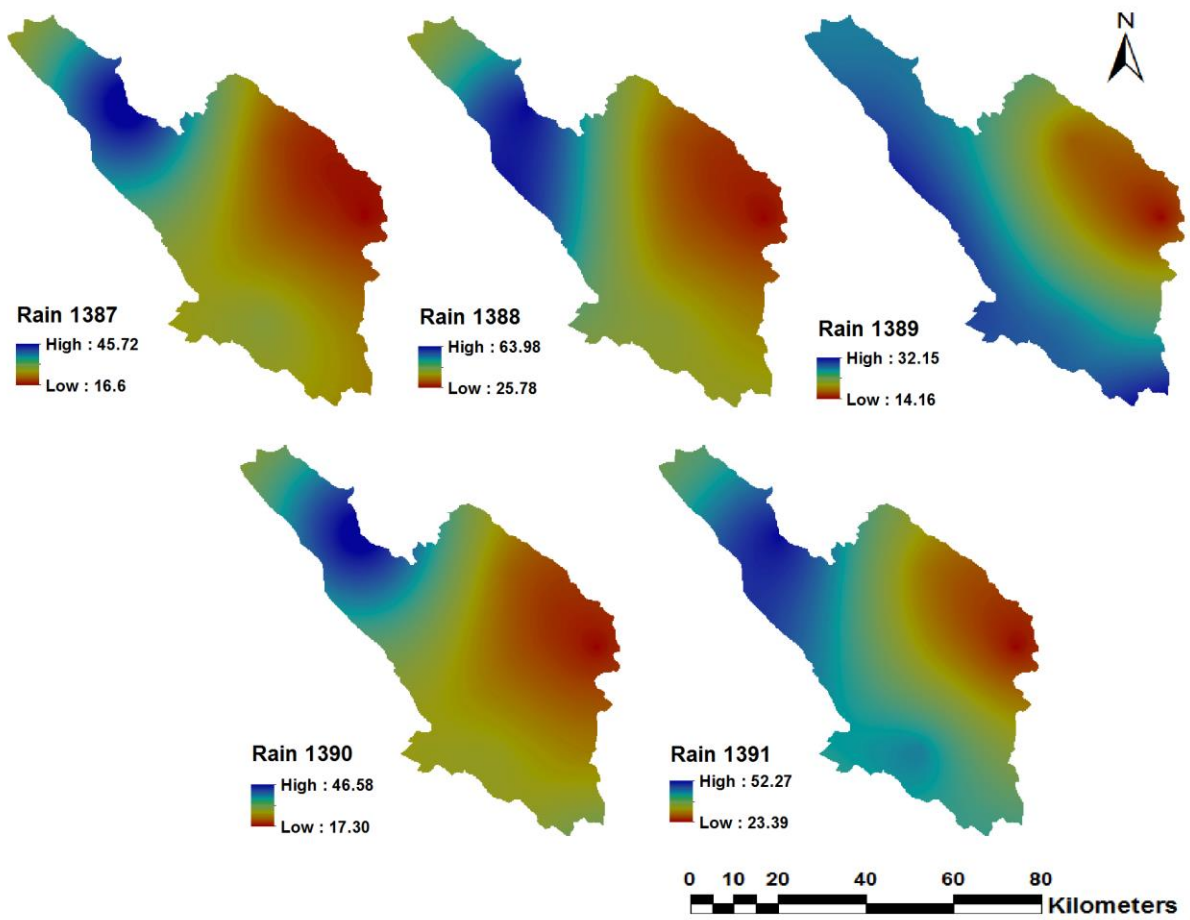 N
Rain 1387
High : 45.72
Low : 16.6
Rain 1388
High : 63.98
Low : 25.78
Rain 1389
High : 32.15
Low : 14.16
Rain 1390
High : 46.58
Low : 17.30
Rain 1391
High : 52.27
Low : 23.39
0 10 20 40 60 80
Kilometers